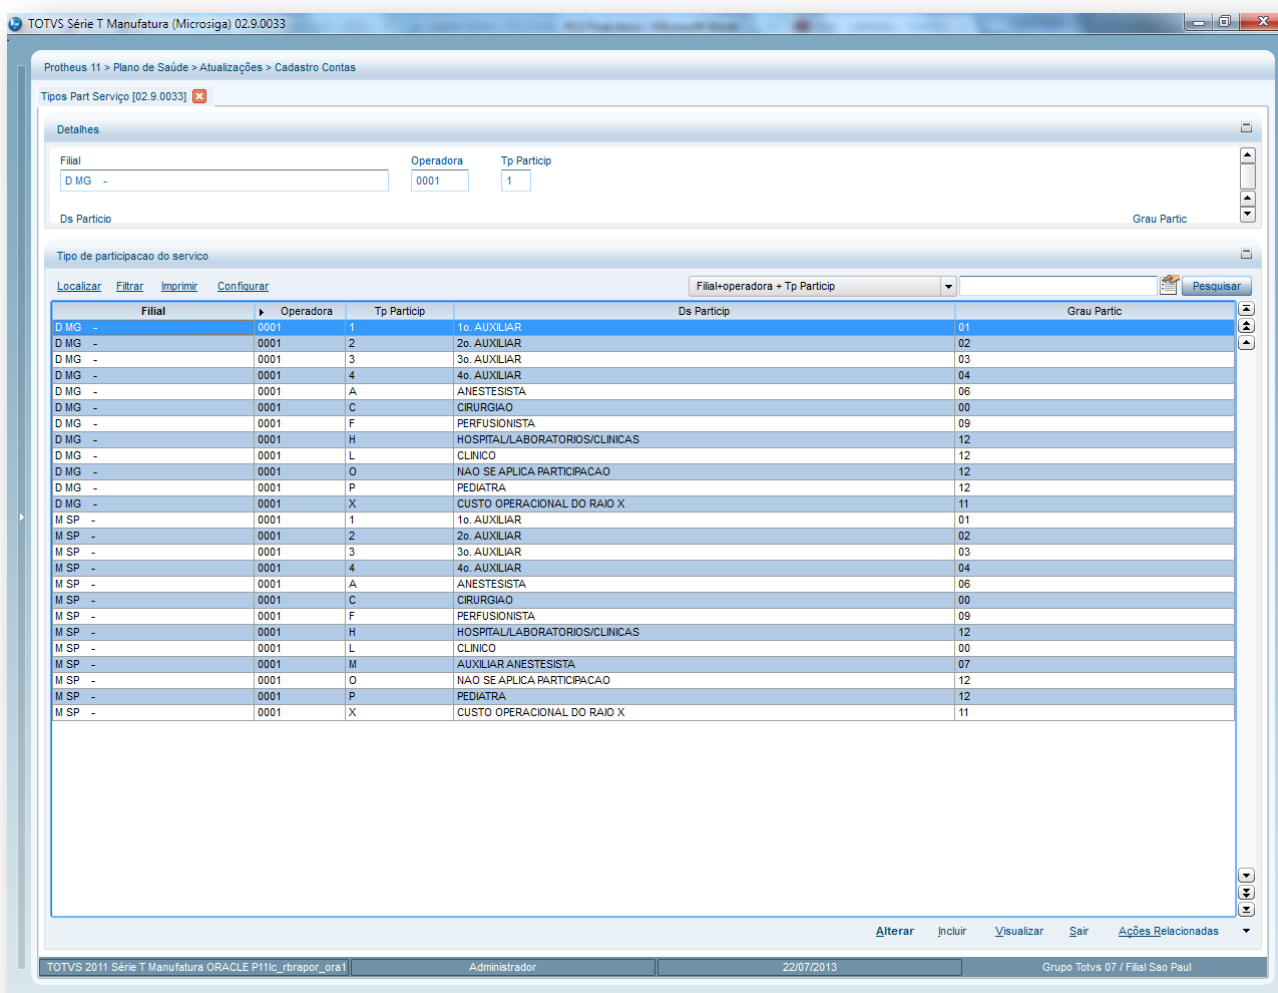 TOTVS Série T Manufatura (Microsiga) 02.9.0033
Protheus 11 > Plano de Saúde > Atualizações > Cadastro Contas
Tipos Part Serviço [02.9.0033]
Detalhes
Filial Operadora Tp Particip
D MG - 0001 1
Ds Particip Grau Partic
Tipo de participacao do servico
Localizar Filtrar Imprimir Configurar Filial+operadora + Tp Particip Pesquisar
Filial Operadora Tp Particip Ds Particip Grau Partic
D MG - 0001 1 1o. AUXILIAR 01
D MG - 0001 2 2o. AUXILIAR 02
D MG - 0001 3 3o. AUXILIAR 03
D MG - 0001 4 4o. AUXILIAR 04
D MG - 0001 A ANESTESISTA 06
D MG - 0001 C CIRURGIAO 00
D MG - 0001 F PERFUSIONISTA 09
D MG - 0001 H HOSPITAL/LABORATORIOS/CLINICAS 12
D MG - 0001 L CLINICO 12
D MG - 0001 O NAO SE APLICA PARTICIPACAO 12
D MG - 0001 P PEDIATRA 12
D MG - 0001 X CUSTO OPERACIONAL DO RAIO X 11
M SP - 0001 1 1o. AUXILIAR 01
M SP - 0001 2 2o. AUXILIAR 02
M SP - 0001 3 3o. AUXILIAR 03
M SP - 0001 4 4o. AUXILIAR 04
M SP - 0001 A ANESTESISTA 06
M SP - 0001 C CIRURGIAO 00
M SP - 0001 F PERFUSIONISTA 09
M SP - 0001 H HOSPITAL/LABORATORIOS/CLINICAS 12
M SP - 0001 L CLINICO 00
M SP - 0001 M AUXILIAR ANESTESISTA 07
M SP - 0001 O NAO SE APLICA PARTICIPACAO 12
M SP - 0001 P PEDIATRA 12
M SP - 0001 X CUSTO OPERACIONAL DO RAIO X 11
Alterar Incluir Visualizar Sair Ações Relacionadas
TOTVS 2011 Série T Manufatura ORACLE P11lc_rbrapor_ora1 Administrador 22/07/2013 Grupo Totvs 07 / Filial Sao Paul